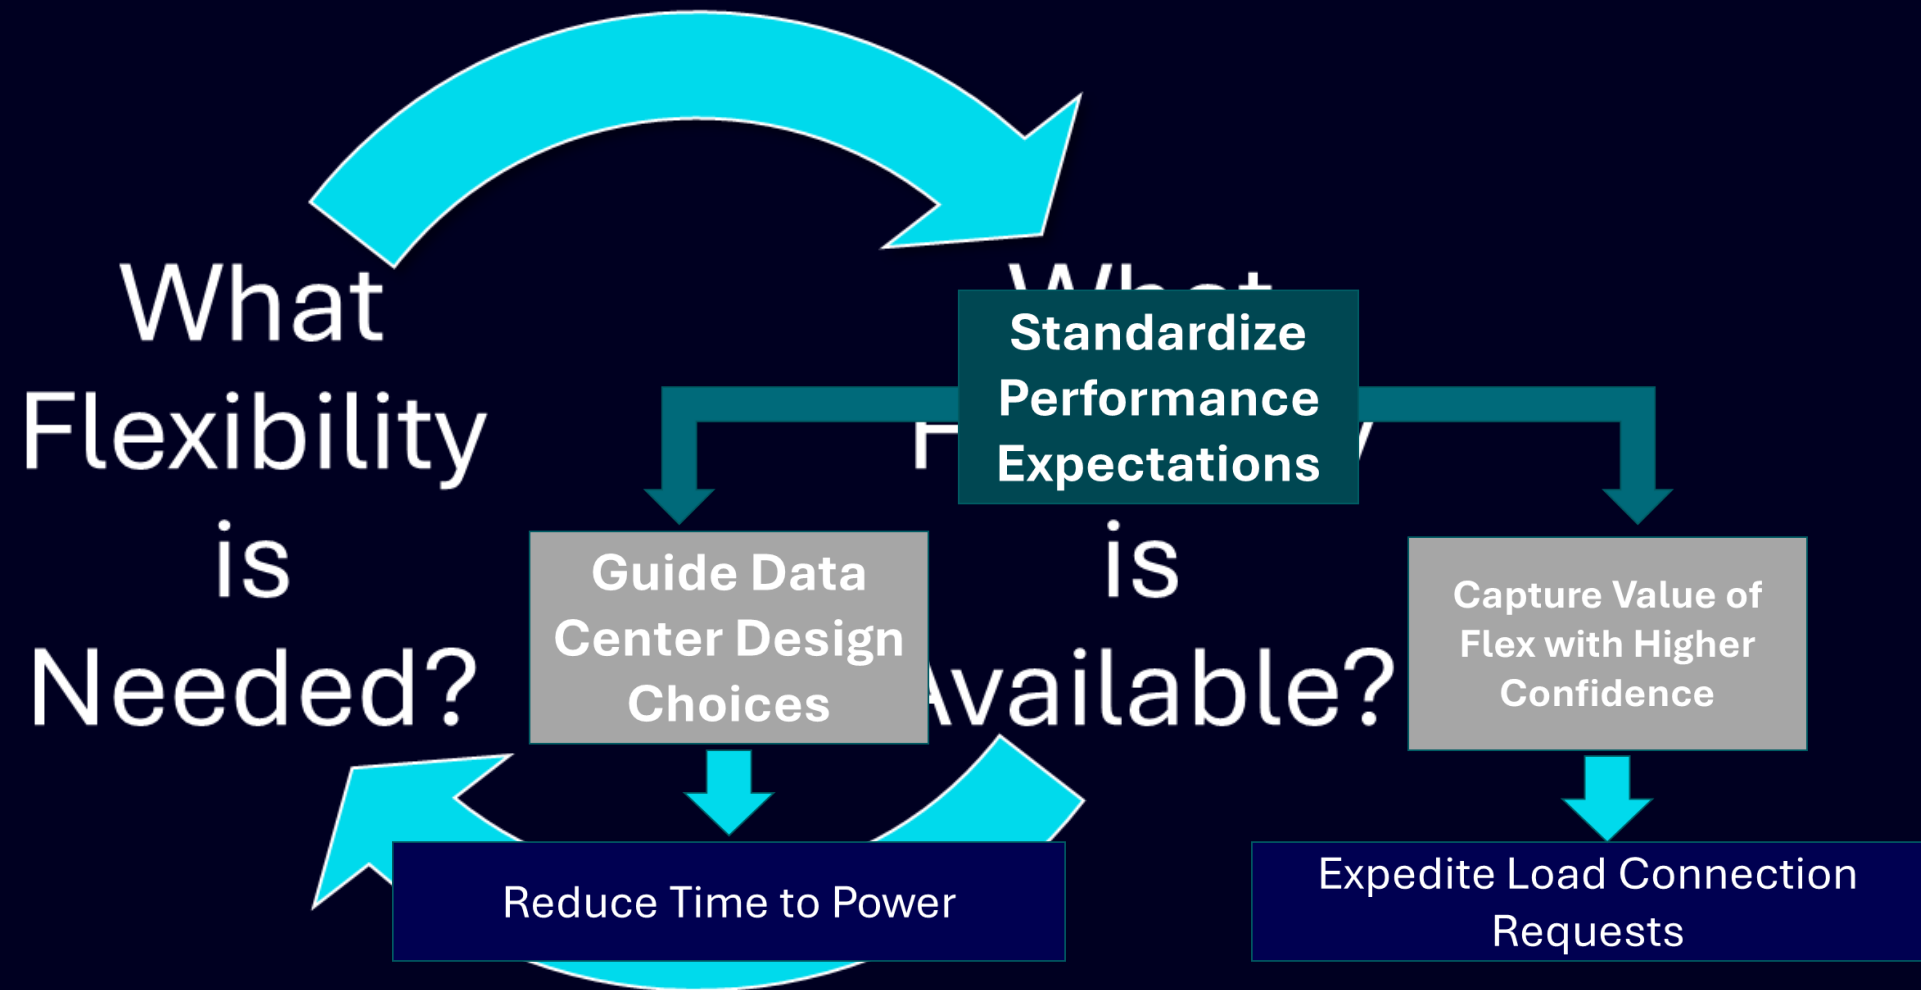 What
Flexibility
is
Needed?
What
is
Available?
Standardize
Performance
Expectations
Guide Data
Center Design
Choices
Capture Value of
Flex with Higher
Confidence
Reduce Time to Power
Expedite Load Connection
Requests